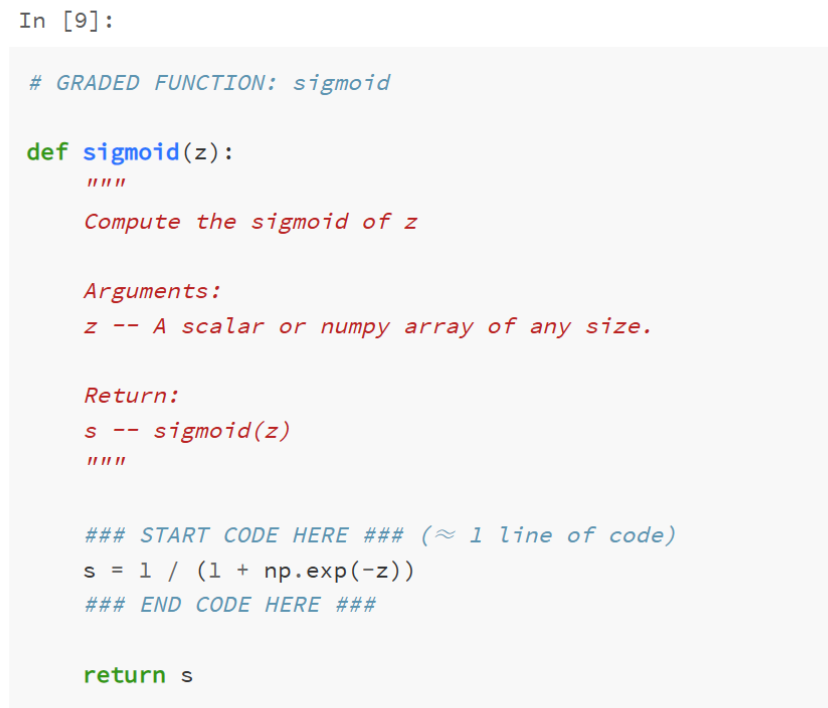 In [9]:
# GRADED FUNCTION: sigmoid
def sigmoid(z):
    """
    Compute the sigmoid of z
    Arguments:
    z -- A scalar or numpy array of any size.
    Return:
    s -- sigmoid(z)
    """
    ### START CODE HERE ### (≈ 1 line of code)
    s = 1 / (1 + np.exp(-z))
    ### END CODE HERE ###
    return s